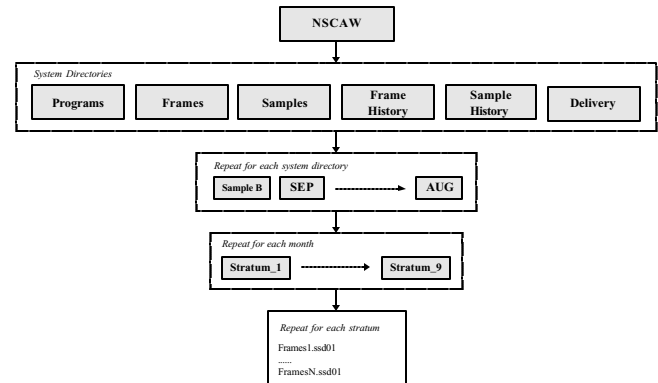 NSCAW
System Directories
Programs
Frames
Samples
Frame
History
Sample
History
Delivery
Repeat for each system directory
Sample B
SEP
AUG
Repeat for each month
Stratum_1
Stratum_9
Repeat for each stratum
Frames1.ssd01
......
FramesN.ssd01